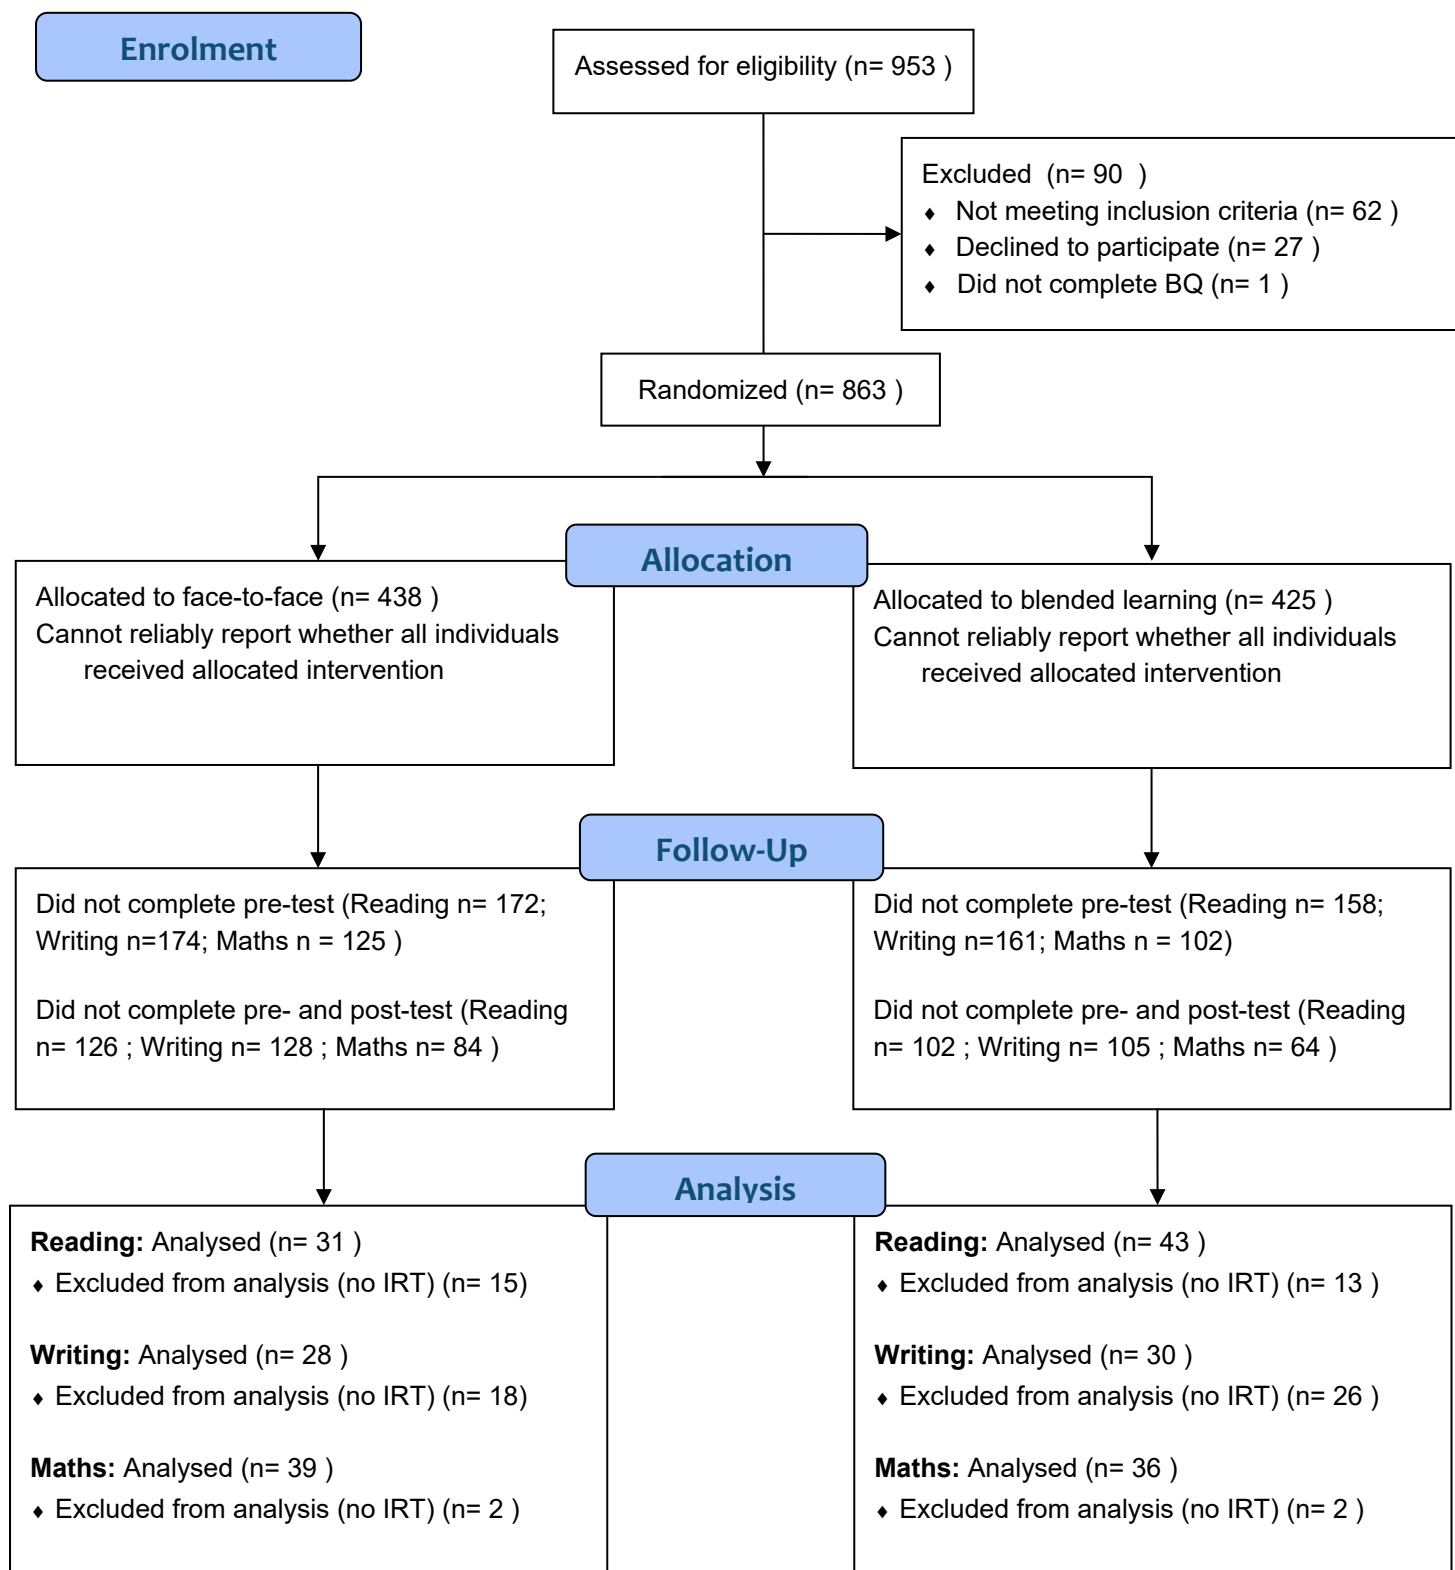 Enrolment
Assessed for eligibility (n= 953 )
Excluded  (n= 90  )
♦ Not meeting inclusion criteria (n= 62 )
♦ Declined to participate (n= 27 )
♦ Did not complete BQ (n= 1 )
Randomized (n= 863 )
Allocation
Allocated to face-to-face (n= 438 )
Cannot reliably report whether all individuals
received allocated intervention
Allocated to blended learning (n= 425 )
Cannot reliably report whether all individuals
received allocated intervention
Follow-Up
Did not complete pre-test (Reading n= 172;
Writing n=174; Maths n = 125 )
Did not complete pre- and post-test (Reading
n= 126 ; Writing n= 128 ; Maths n= 84 )
Did not complete pre-test (Reading n= 158;
Writing n=161; Maths n = 102)
Did not complete pre- and post-test (Reading
n= 102 ; Writing n= 105 ; Maths n= 64 )
Analysis
Reading: Analysed (n= 31 )
♦ Excluded from analysis (no IRT) (n= 15)
Writing: Analysed (n= 28 )
♦ Excluded from analysis (no IRT) (n= 18)
Maths: Analysed (n= 39 )
♦ Excluded from analysis (no IRT) (n= 2 )
Reading: Analysed (n= 43 )
♦ Excluded from analysis (no IRT) (n= 13 )
Writing: Analysed (n= 30 )
♦ Excluded from analysis (no IRT) (n= 26 )
Maths: Analysed (n= 36 )
♦ Excluded from analysis (no IRT) (n= 2 )